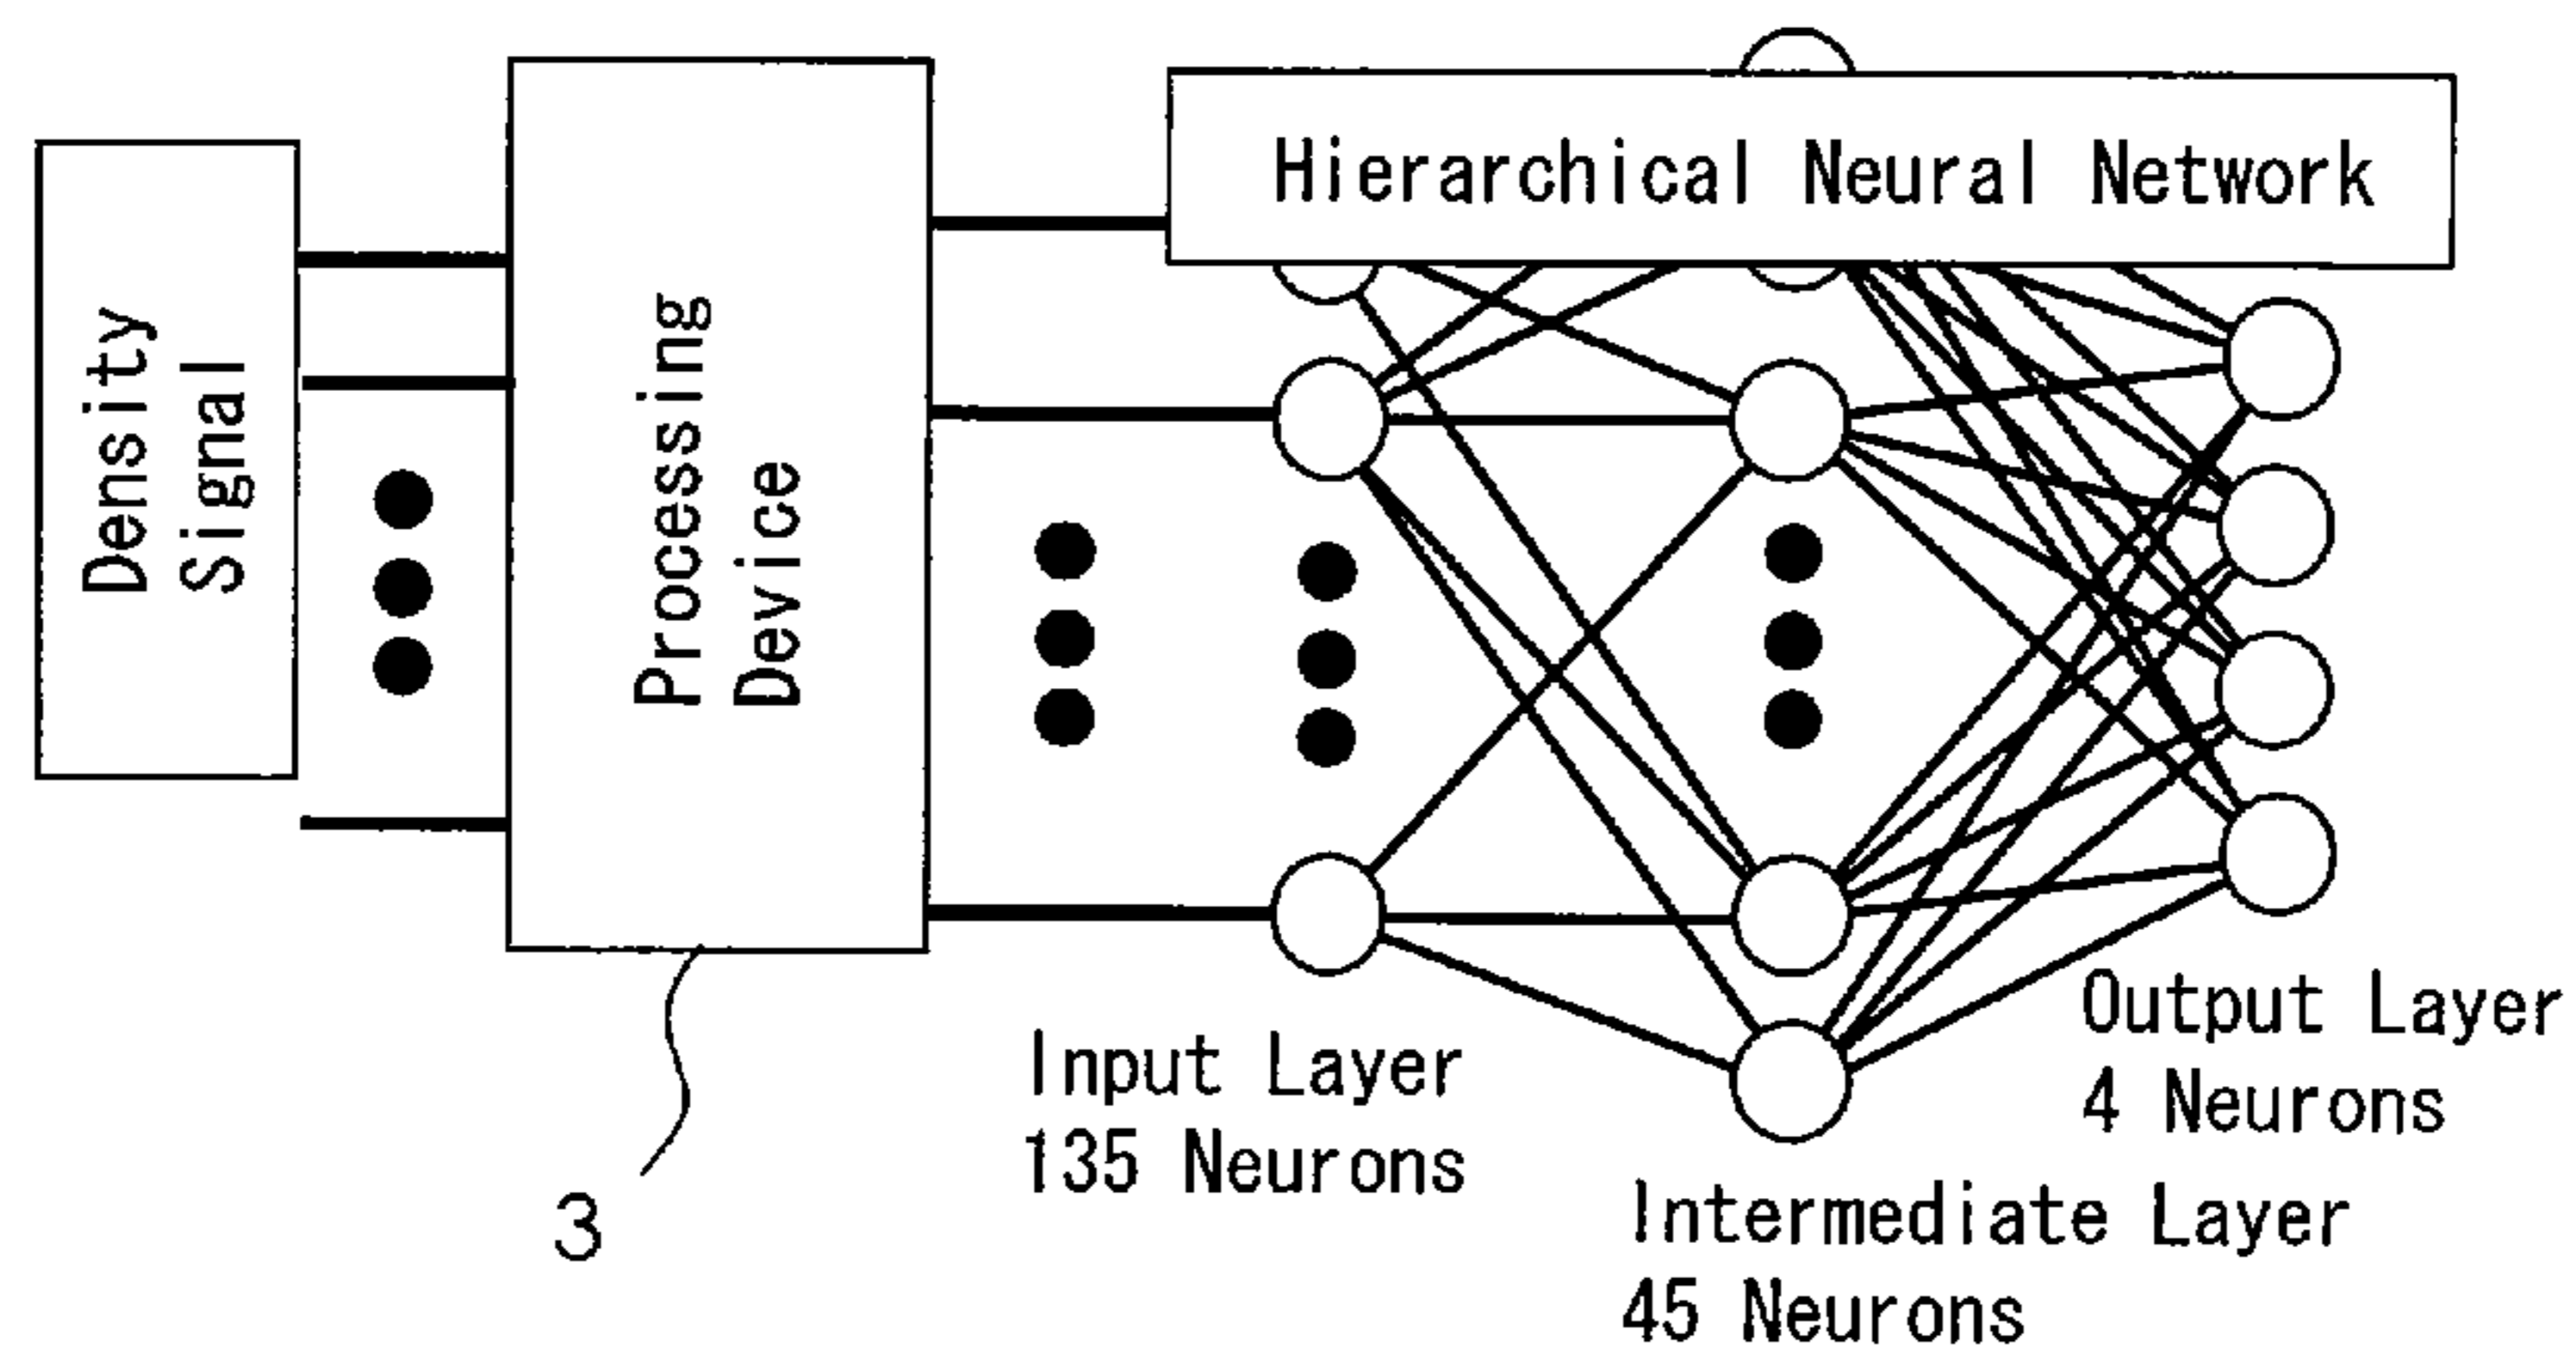 Density
Signal
Processing
Device
Hierarchical Neural Network
Input Layer
135 Neurons
Output Layer
4 Neurons
Intermediate Layer
45 Neurons
3